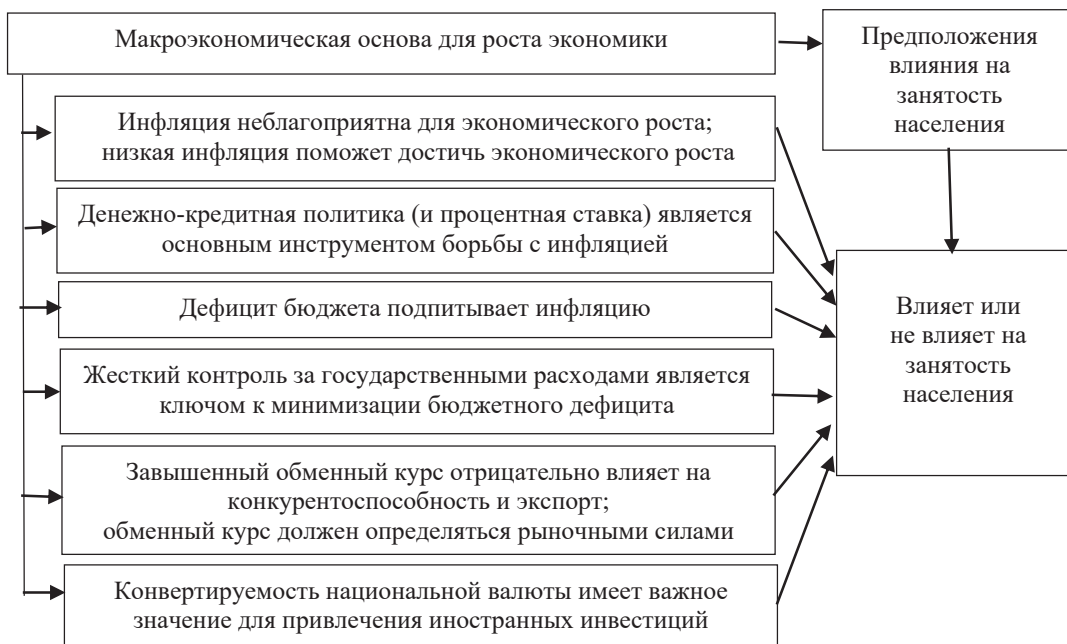 Макроэкономическая основа для роста экономики
Предположения
влияния на
занятость
населения
Инфляция неблагоприятна для экономического роста;
низкая инфляция поможет достичь экономического роста
Денежно-кредитная политика (и процентная ставка) является
основным инструментом борьбы с инфляцией
Дефицит бюджета подпитывает инфляцию
Жесткий контроль за государственными расходами является
ключом к минимизации бюджетного дефицита
Завышенный обменный курс отрицательно влияет на
конкурентоспособность и экспорт;
обменный курс должен определяться рыночными силами
Конвертируемость национальной валюты имеет важное
значение для привлечения иностранных инвестиций
Влияет или
не влияет на
занятость
населения